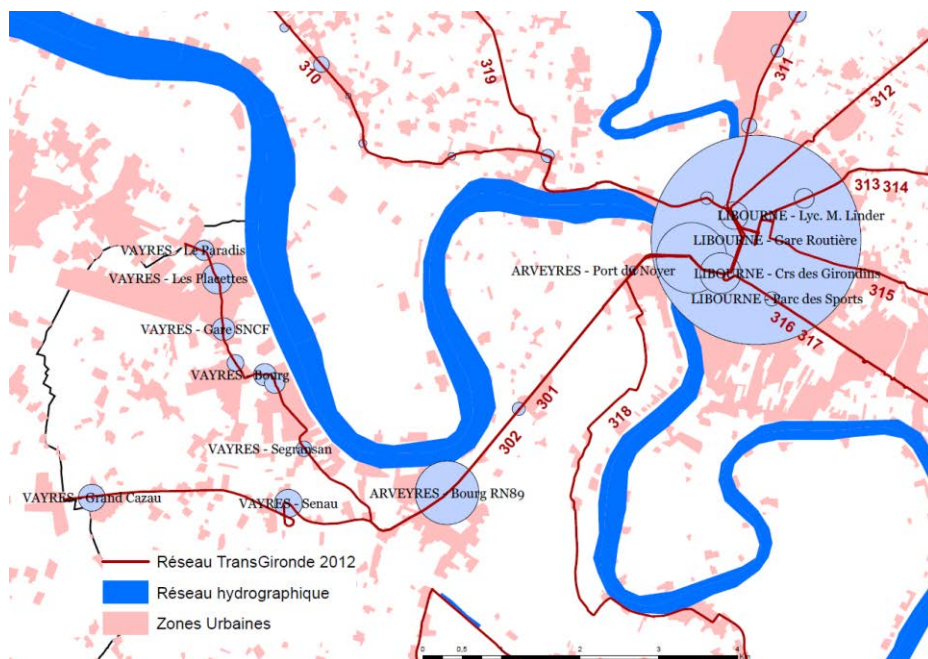 310
319
311
312
313 314
LIBOURNE - Lyc. M. Linder
VAYRES - Le Paradis
LIBOURNE - Gare Routière
VAYRES - Les Placettes
ARVEYRES - Port du Noyer
LIBOURNE - Crs des Girondins
315
LIBOURNE - Parc des Sports
316
317
VAYRES - Gare SNCF
VAYRES - Bourg
301
302
318
VAYRES - Segransan
VAYRES - Grand Cazau
VAYRES - Senau
ARVEYRES - Bourg RN89
Réseau TransGironde 2012
Réseau hydrographique
Zones Urbaines
0 0,5 1 2 3 4
Km